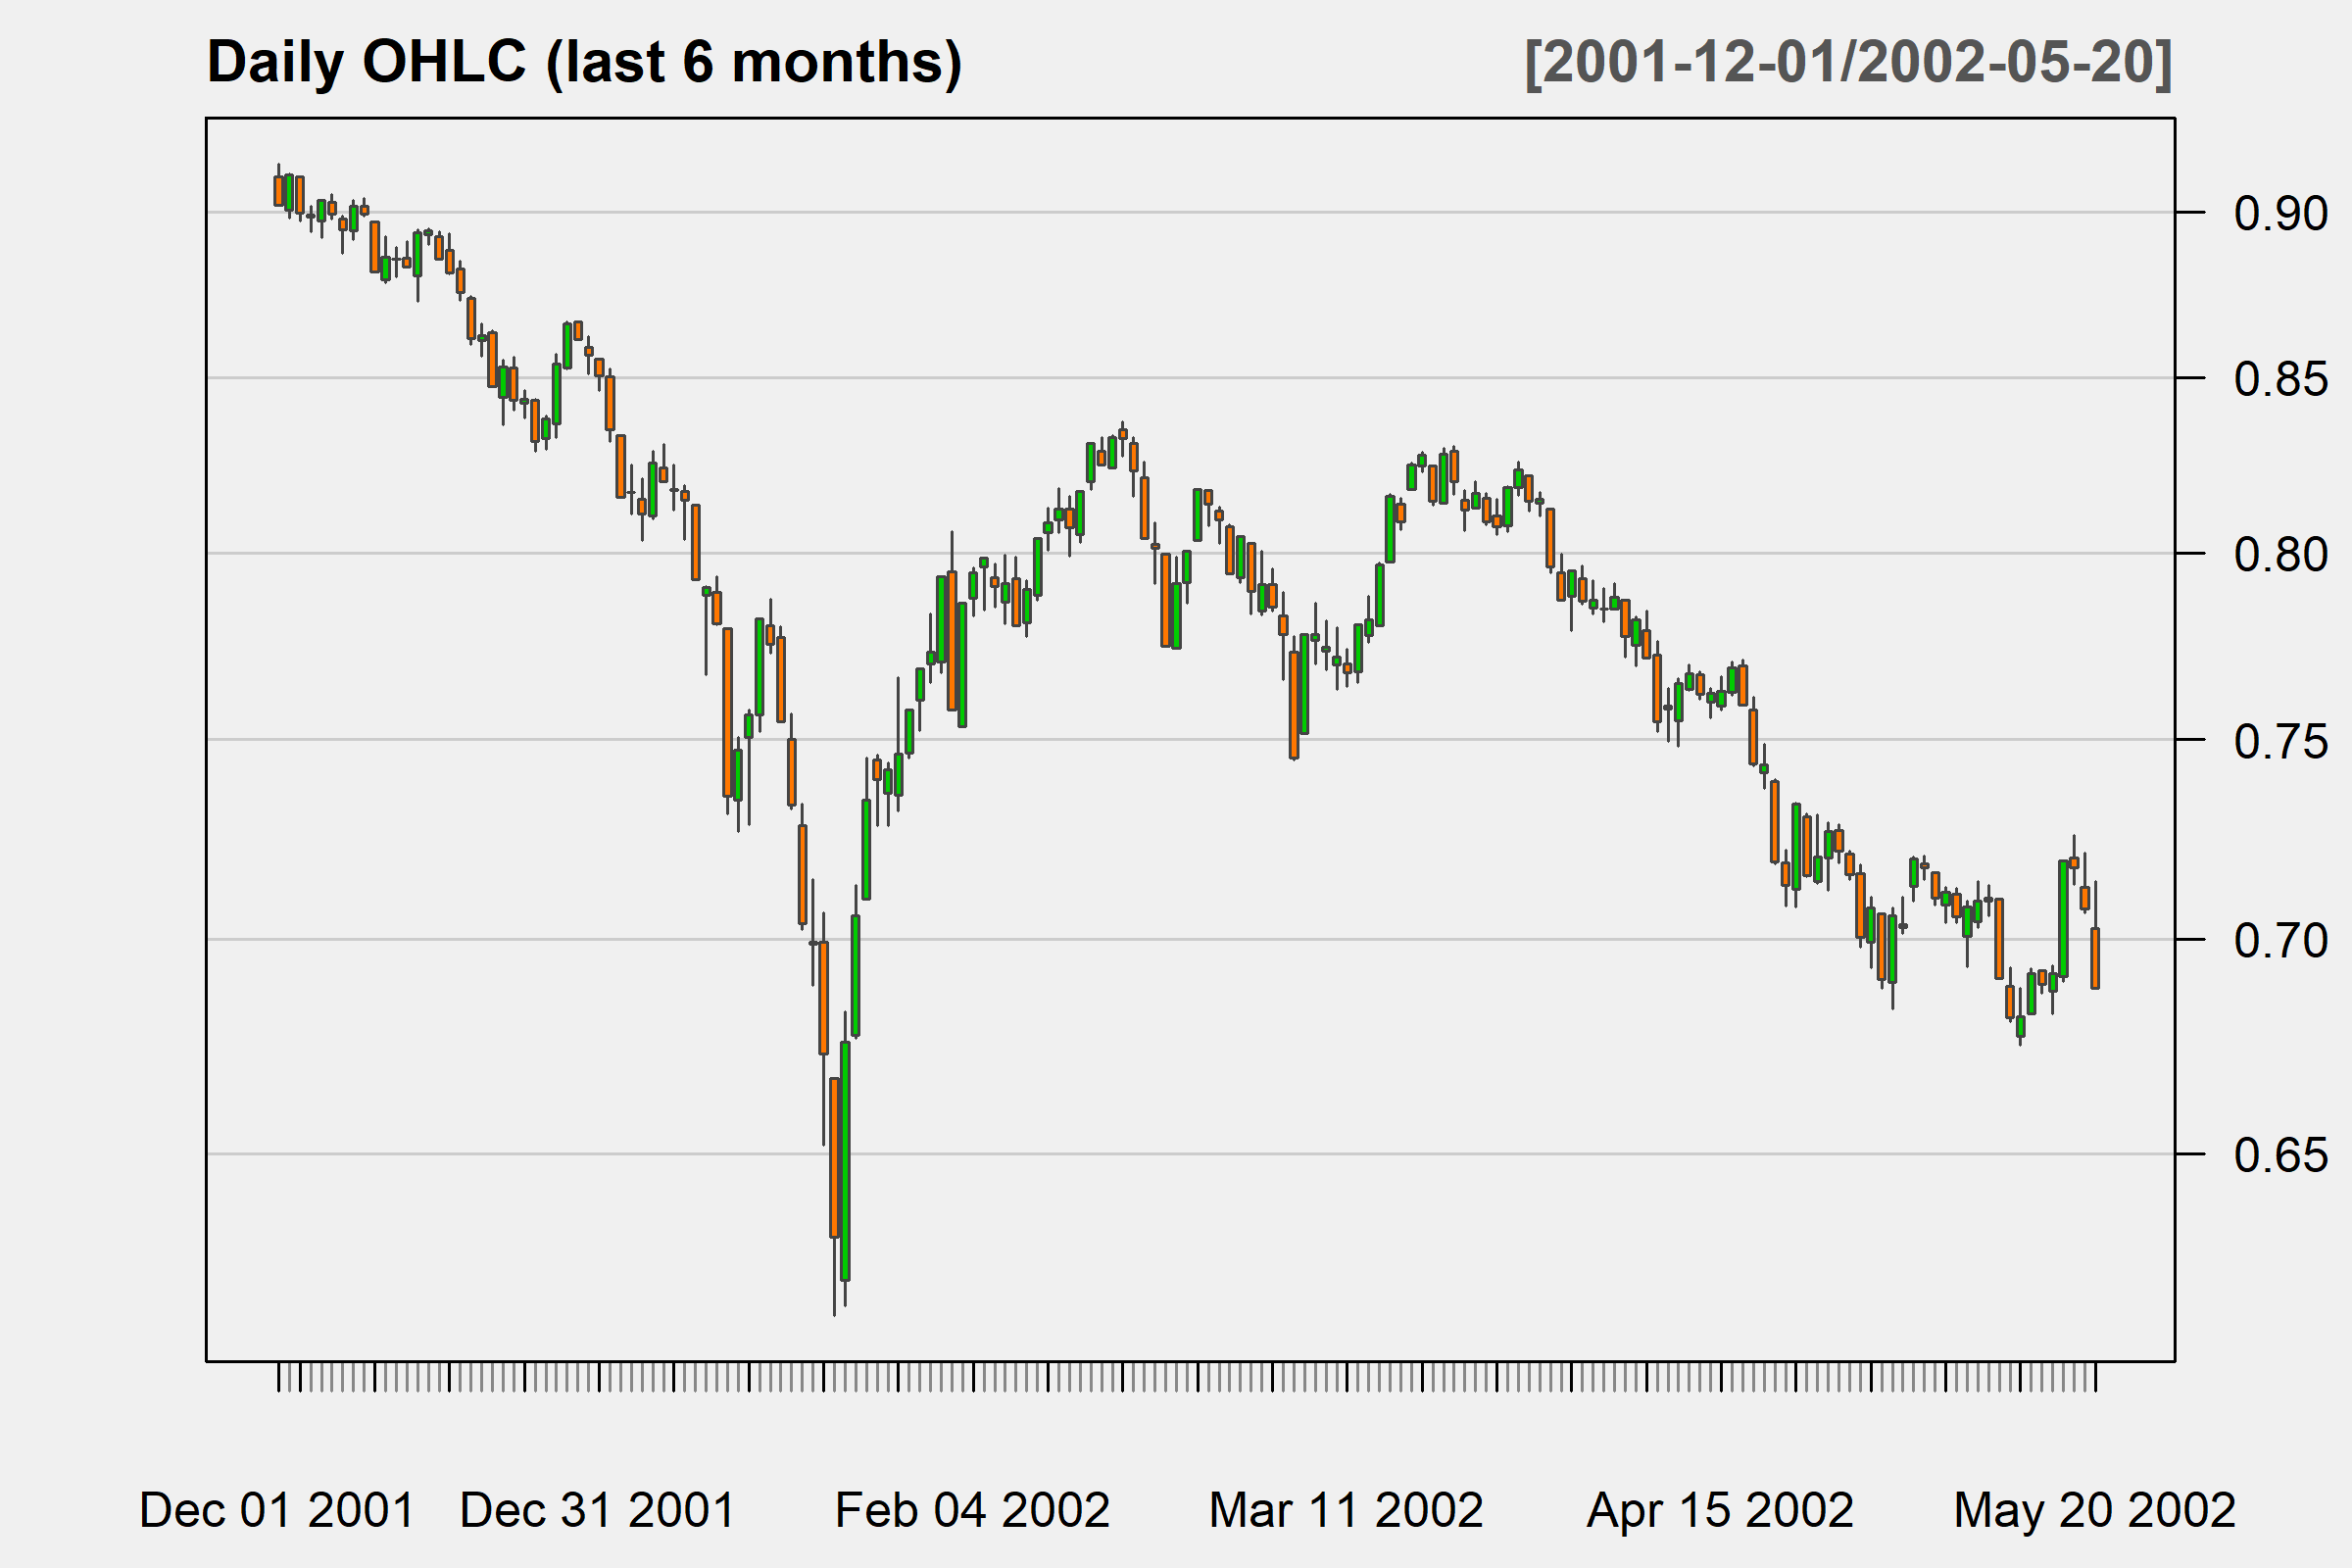 Daily OHLC (last 6 months)
[2001-12-01/2002-05-20]
0.90
0.85
0.80
0.75
0.70
0.65
Dec 01 2001
Dec 31 2001
Feb 04 2002
Mar 11 2002
Apr 15 2002
May 20 2002